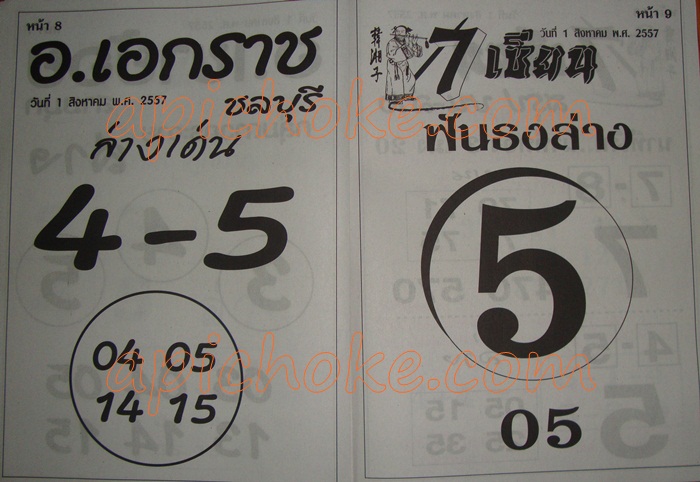 หน้า 8
อ.เอกราช
วันที่ 1 สิงหาคม พ.ศ. 2557
ชลบุรี
ล่างเด่น
4-5
04 05
14 15
หน้า 9
วันที่ 1 สิงหาคม พ.ศ. 2557
韓湘子
เซียน
ฟันธงล่าง
5
05
apichoke.com
apichoke.com